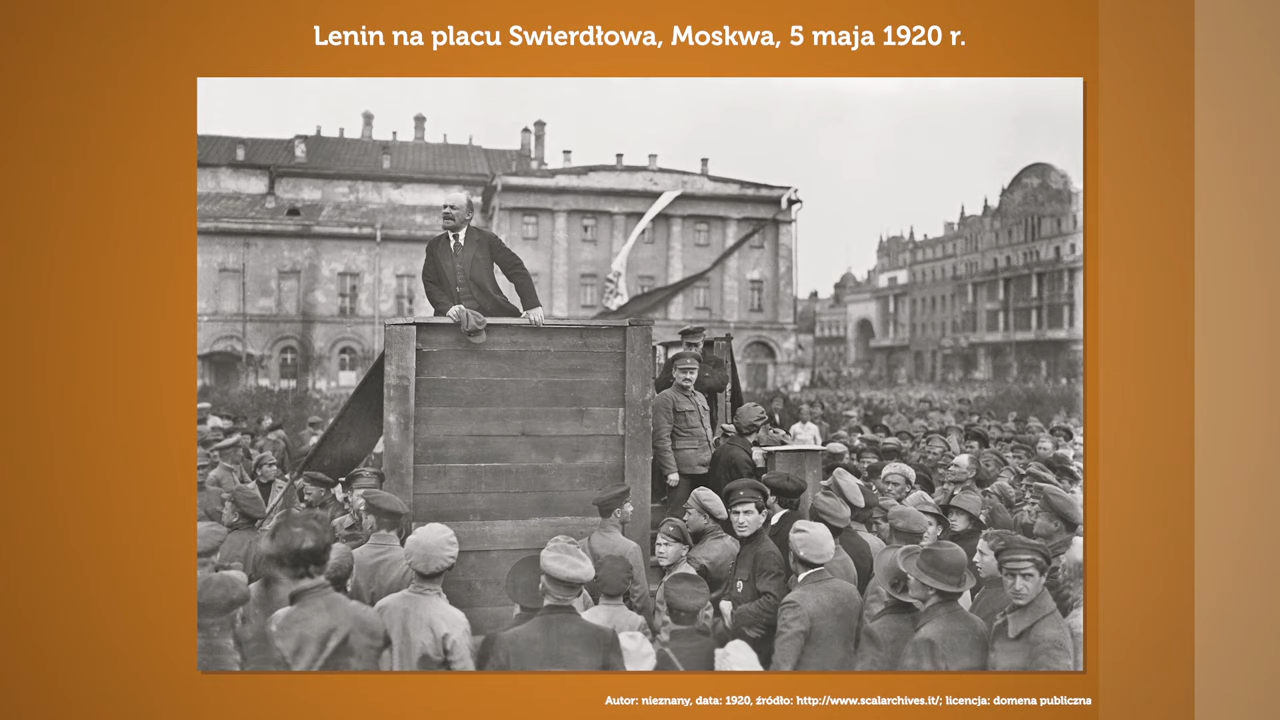 Lenin na placu Swierdłowa, Moskwa, 5 maja 1920 r.
Autor: nieznany, data: 1920, źródło: http://www.scalarchives.it/; licencja: domena publiczna